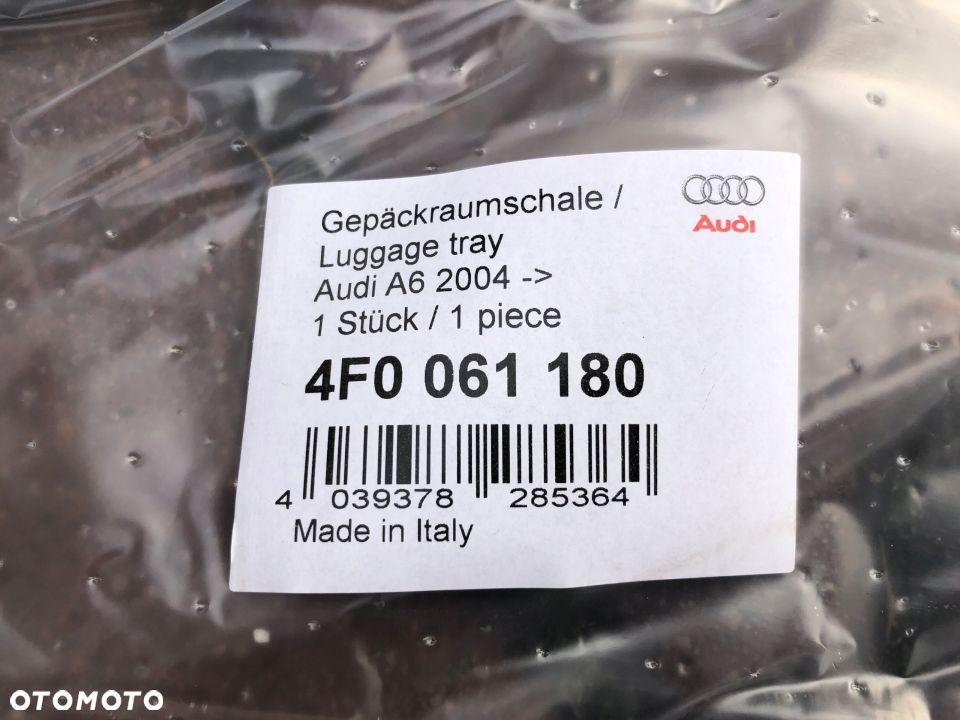 Gepäckraumschale /
Luggage tray
Audi A6 2004 ->
1 Stück / 1 piece
Audi
4F0 061 180
4 039378 285364
Made in Italy
OTOMOTO